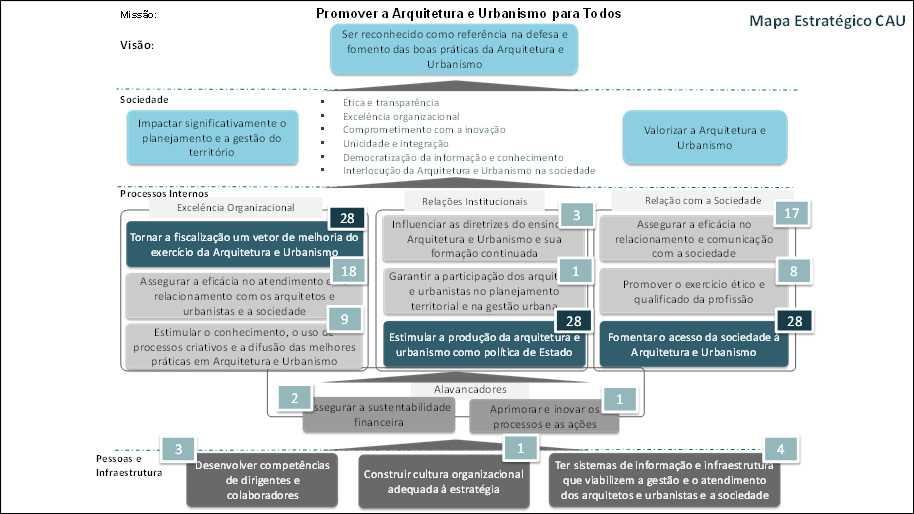 Missão:
Promover a Arquitetura e Urbanismo para Todos
Mapa Estratégico CAU
Visão:
Ser reconhecido como referência na defesa e
fomento das boas práticas da Arquitetura e
Urbanismo
Sociedade
Impactar significativamente o
planejamento e a gestão do
território
Ética e transparência
Excelência organizacional
Comprometimento com a inovação
Unicidade e integração
Democratização da informação e conhecimento
Interlocução da Arquitetura e Urbanismo na sociedade
Valorizar a Arquitetura e
Urbanismo
Processos Internos
Excelência Organizacional
28
Tornar a fiscalização um vetor de melhoria do
exercício da Arquitetura e Urbanismo
18
Assegurar a eficácia no atendimento e
relacionamento com os arquitetos e
urbanistas e a sociedade
9
Estimular o conhecimento, o uso de
processos criativos e a difusão das melhores
práticas em Arquitetura e Urbanismo
Relações Institucionais
3
Influenciar as diretrizes do ensino
Arquitetura e Urbanismo e sua
formação continuada
1
Garantir a participação dos arquitetos
e urbanistas no planejamento
territorial e na gestão urbana
28
Estimular a produção da arquitetura e
urbanismo como política de Estado
Relação com a Sociedade
17
Assegurar a eficácia no
relacionamento e comunicação
com a sociedade
8
Promover o exercício ético e
qualificado da profissão
28
Fomentar o acesso da sociedade à
Arquitetura e Urbanismo
Alavancadores
2
Assegurar a sustentabilidade
financeira
1
Aprimorar e inovar os
processos e as ações
Pessoas e
Infraestrutura
3
Desenvolver competências
de dirigentes e
colaboradores
1
Construir cultura organizacional
adequada à estratégia
4
Ter sistemas de informação e infraestrutura
que viabilizem a gestão e o atendimento
dos arquitetos e urbanistas e a sociedade